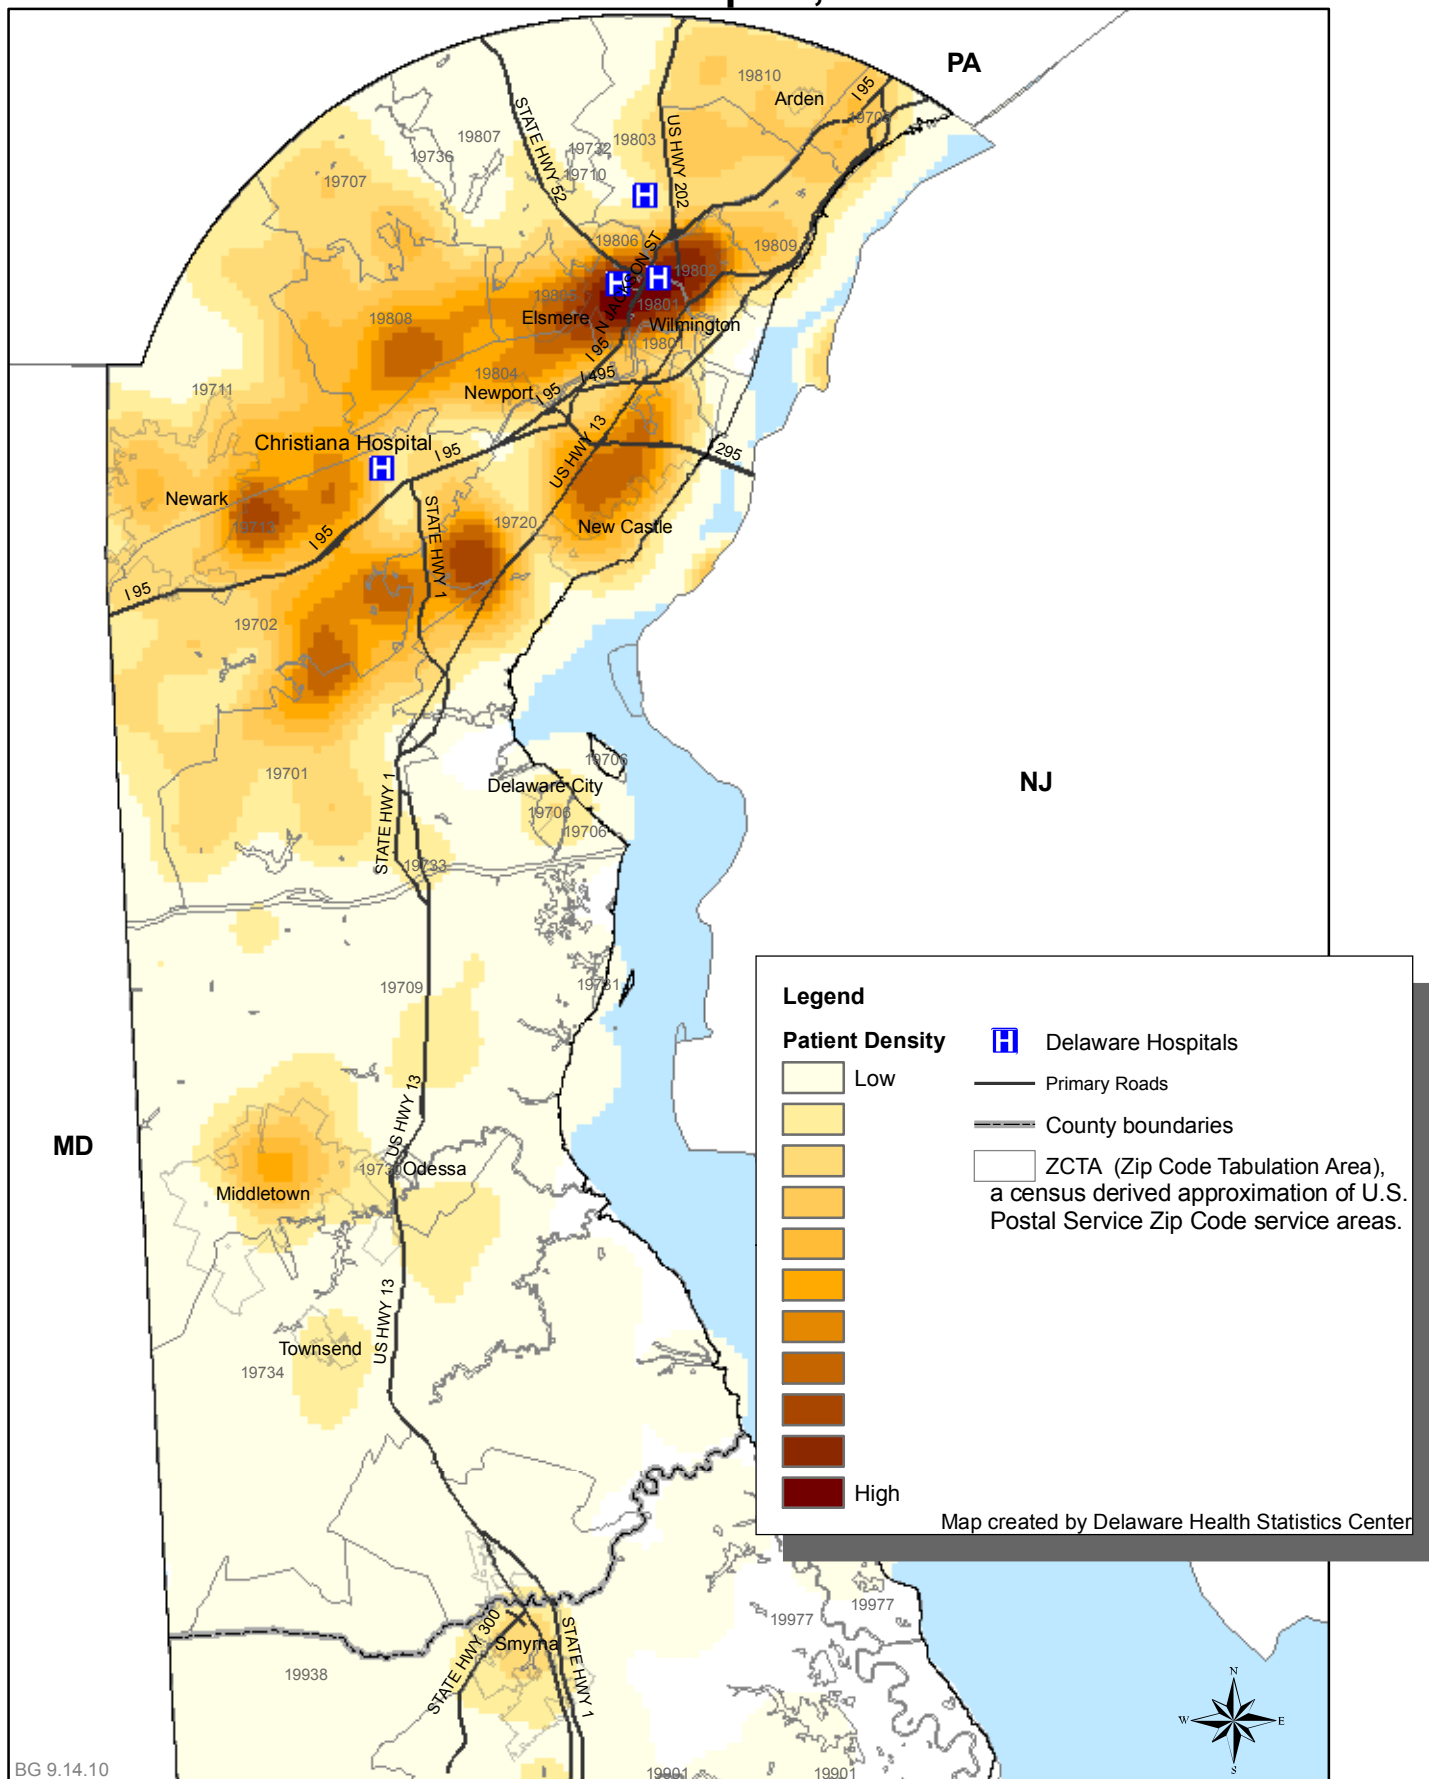 PA
19810
Arden
I 95
19703
STATE HWY 52
US HWY 202
19807
19736
19732
19803
19710
19707
H
19806
19809
N JACKSON ST
19802
H
H
19805
19801
Elsmere
Wilmington
19808
19801
I 95
19804
I 495
Newport
I 95
19711
Christiana Hospital
I 95
H
US HWY 13
295
Newark
STATE HWY 1
19713
19720
New Castle
I 95
I 95
19702
19706
19701
NJ
Delaware City
STATE HWY 1
19706
19706
19733
19709
19731
Legend
Patient Density
H Delaware Hospitals
Low
Primary Roads
County boundaries
ZCTA (Zip Code Tabulation Area),
a census derived approximation of U.S.
Postal Service Zip Code service areas.
High
Map created by Delaware Health Statistics Center
US HWY 13
MD
Odessa
Middletown
US HWY 13
Townsend
19734
STATE HWY 300
Smyrna
STATE HWY 1
19977
19977
19938
N
W E
S
BG 9.14.10
19901
19901